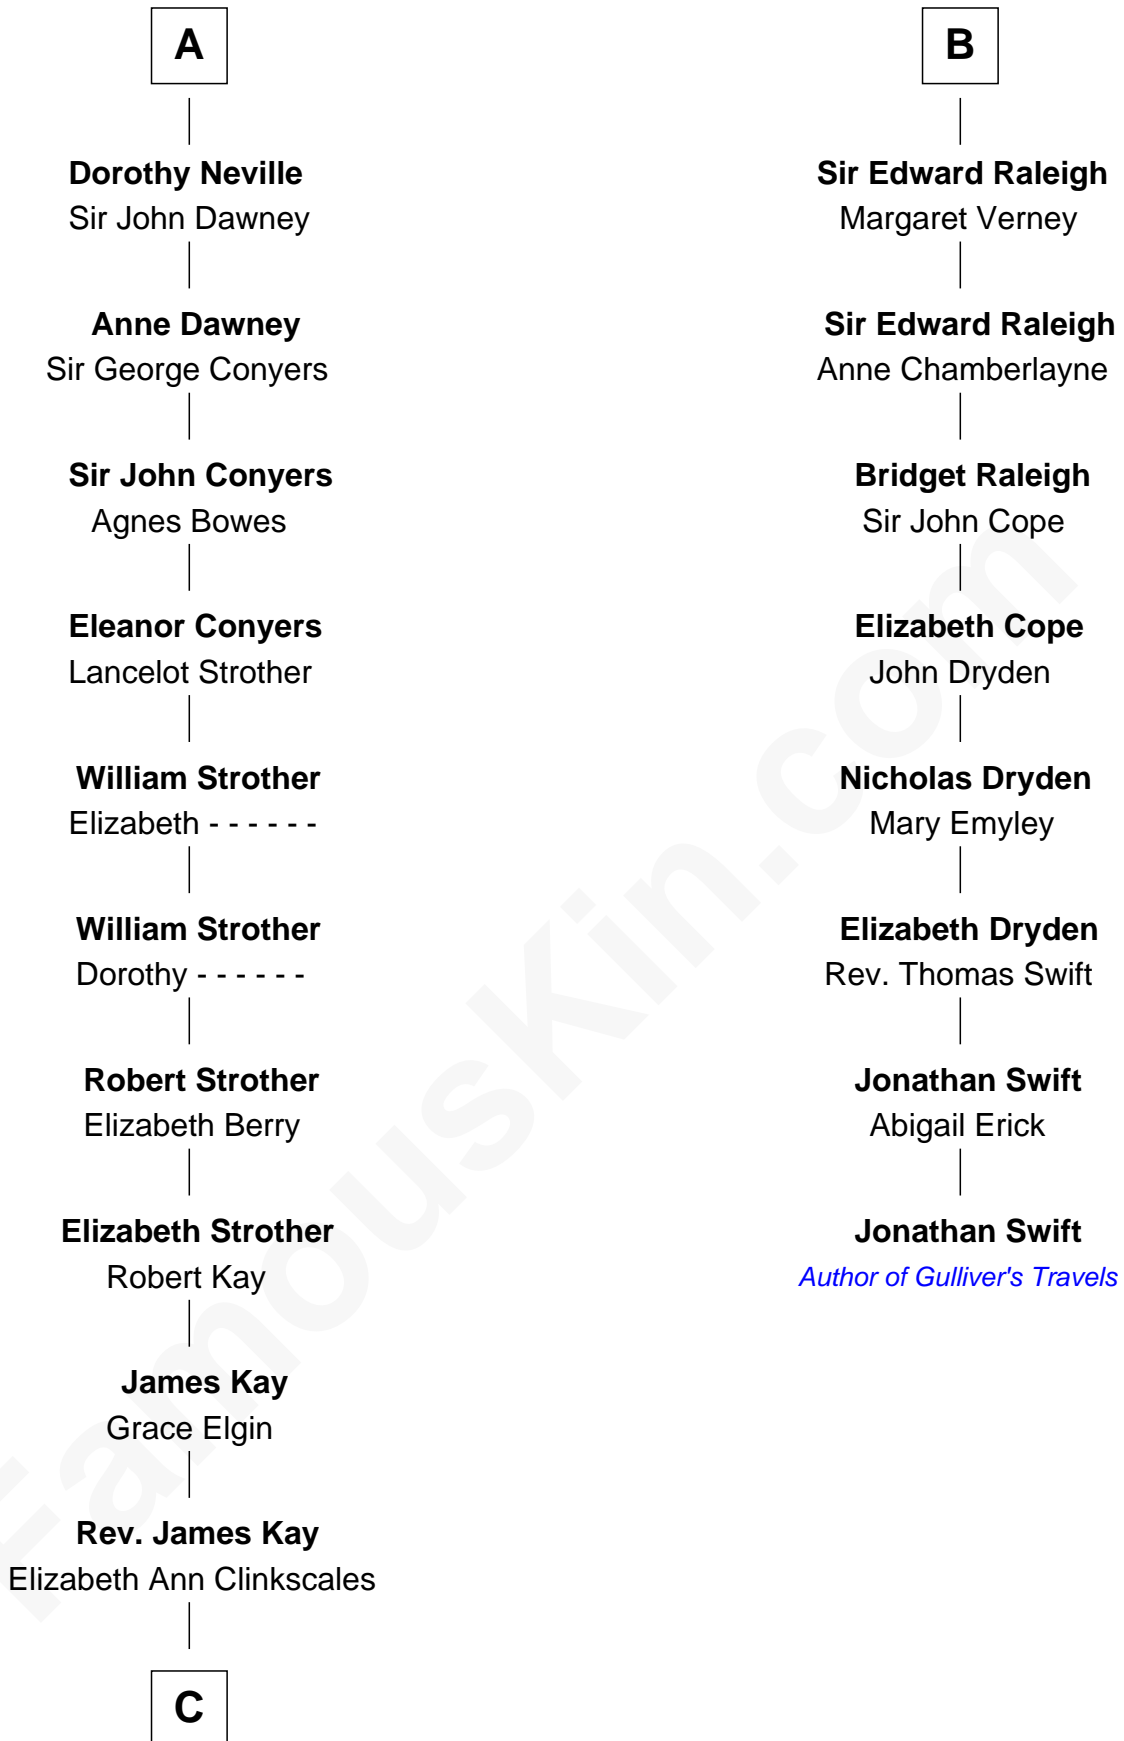 A
Dorothy Neville
Sir John Dawney
Anne Dawney
Sir George Conyers
Sir John Conyers
Agnes Bowes
Eleanor Conyers
Lancelot Strother
William Strother
Elizabeth - - - - - -
William Strother
Dorothy - - - - - -
Robert Strother
Elizabeth Berry
Elizabeth Strother
Robert Kay
James Kay
Grace Elgin
Rev. James Kay
Elizabeth Ann Clinkscales
C
B
Sir Edward Raleigh
Margaret Verney
Sir Edward Raleigh
Anne Chamberlayne
Bridget Raleigh
Sir John Cope
Elizabeth Cope
John Dryden
Nicholas Dryden
Mary Emyley
Elizabeth Dryden
Rev. Thomas Swift
Jonathan Swift
Abigail Erick
Jonathan Swift
Author of Gulliver's Travels
FamousKin.com